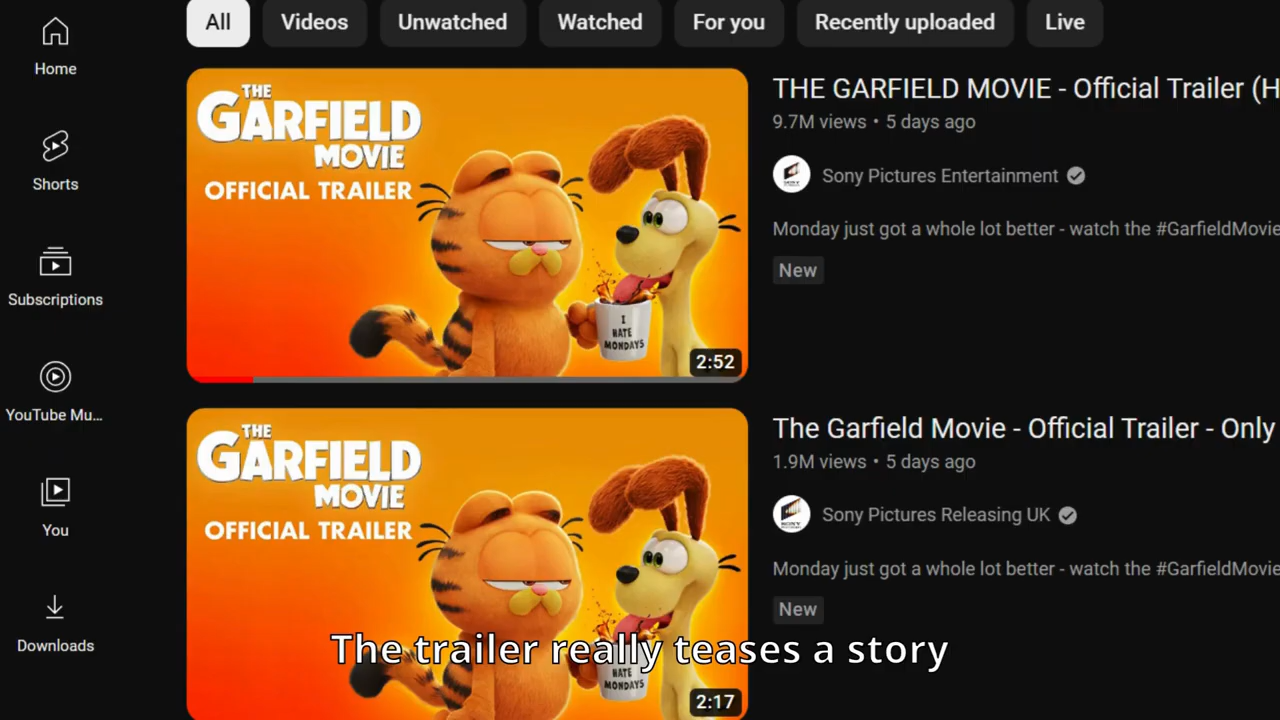 All Videos Unwatched Watched For you Recently uploaded Live
Home
Shorts
Subscriptions
YouTube Mu...
You
Downloads
THE
GARFIELD
MOVIE
OFFICIAL TRAILER
I
HATE
MONDAYS
2:52
THE GARFIELD MOVIE - Official Trailer (H
9.7M views • 5 days ago
Sony Pictures Entertainment
Monday just got a whole lot better - watch the #GarfieldMovie
New
THE
GARFIELD
MOVIE
OFFICIAL TRAILER
HATE
MONDAYS
2:17
The Garfield Movie - Official Trailer - Only
1.9M views • 5 days ago
Sony Pictures Releasing UK
Monday just got a whole lot better - watch the #GarfieldMovie
New
The trailer really teases a story